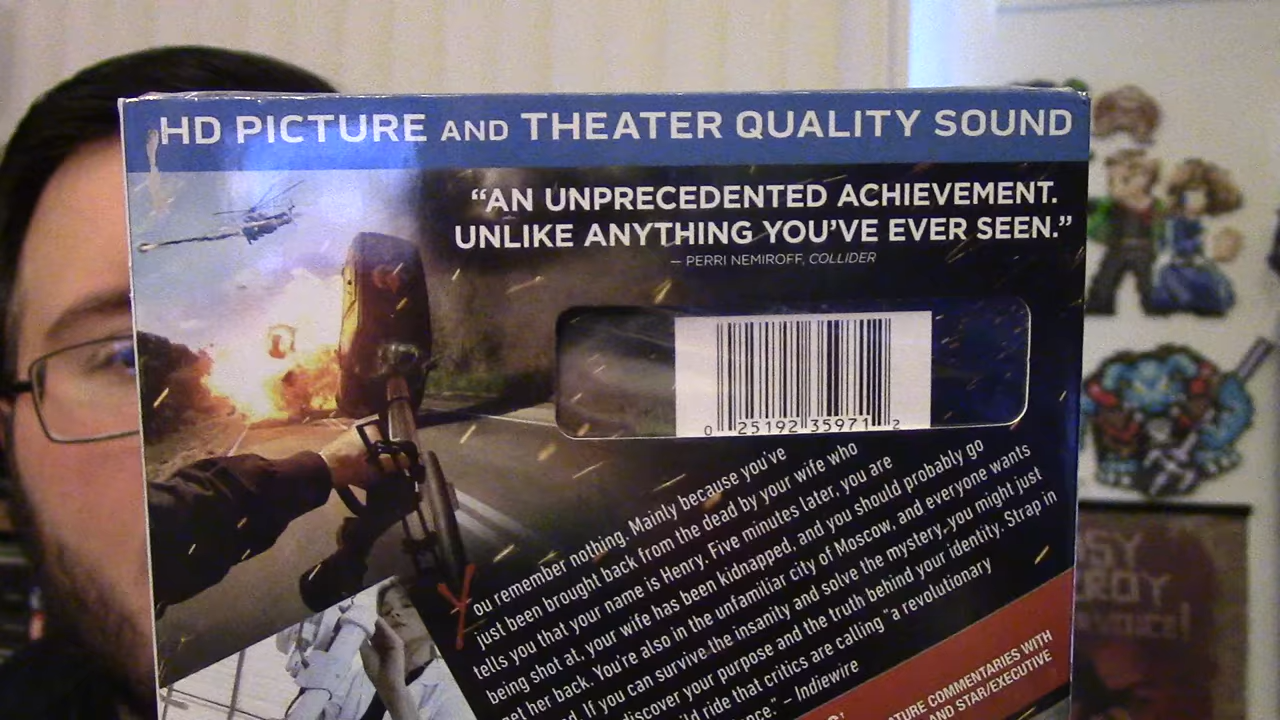 HD PICTURE AND THEATER QUALITY SOUND
“AN UNPRECEDENTED ACHIEVEMENT.
UNLIKE ANYTHING YOU’VE EVER SEEN.”
– PERRI NEMIROFF, COLLIDER
0 25192 35971 2
You remember nothing. Mainly because you've
just been brought back from the dead by your wife who
tells you that your name is Henry. Five minutes later, you are
being shot at, your wife has been kidnapped, and you should probably go
get her back. You're also in the unfamiliar city of Moscow, and everyone wants
If you can survive the insanity and solve the mystery, you might just
discover your purpose and the truth behind your identity. Strap in
ride that critics are calling "a revolutionary
– Indiewire
COMMENTARIES WITH
AND STAR/EXECUTIVE